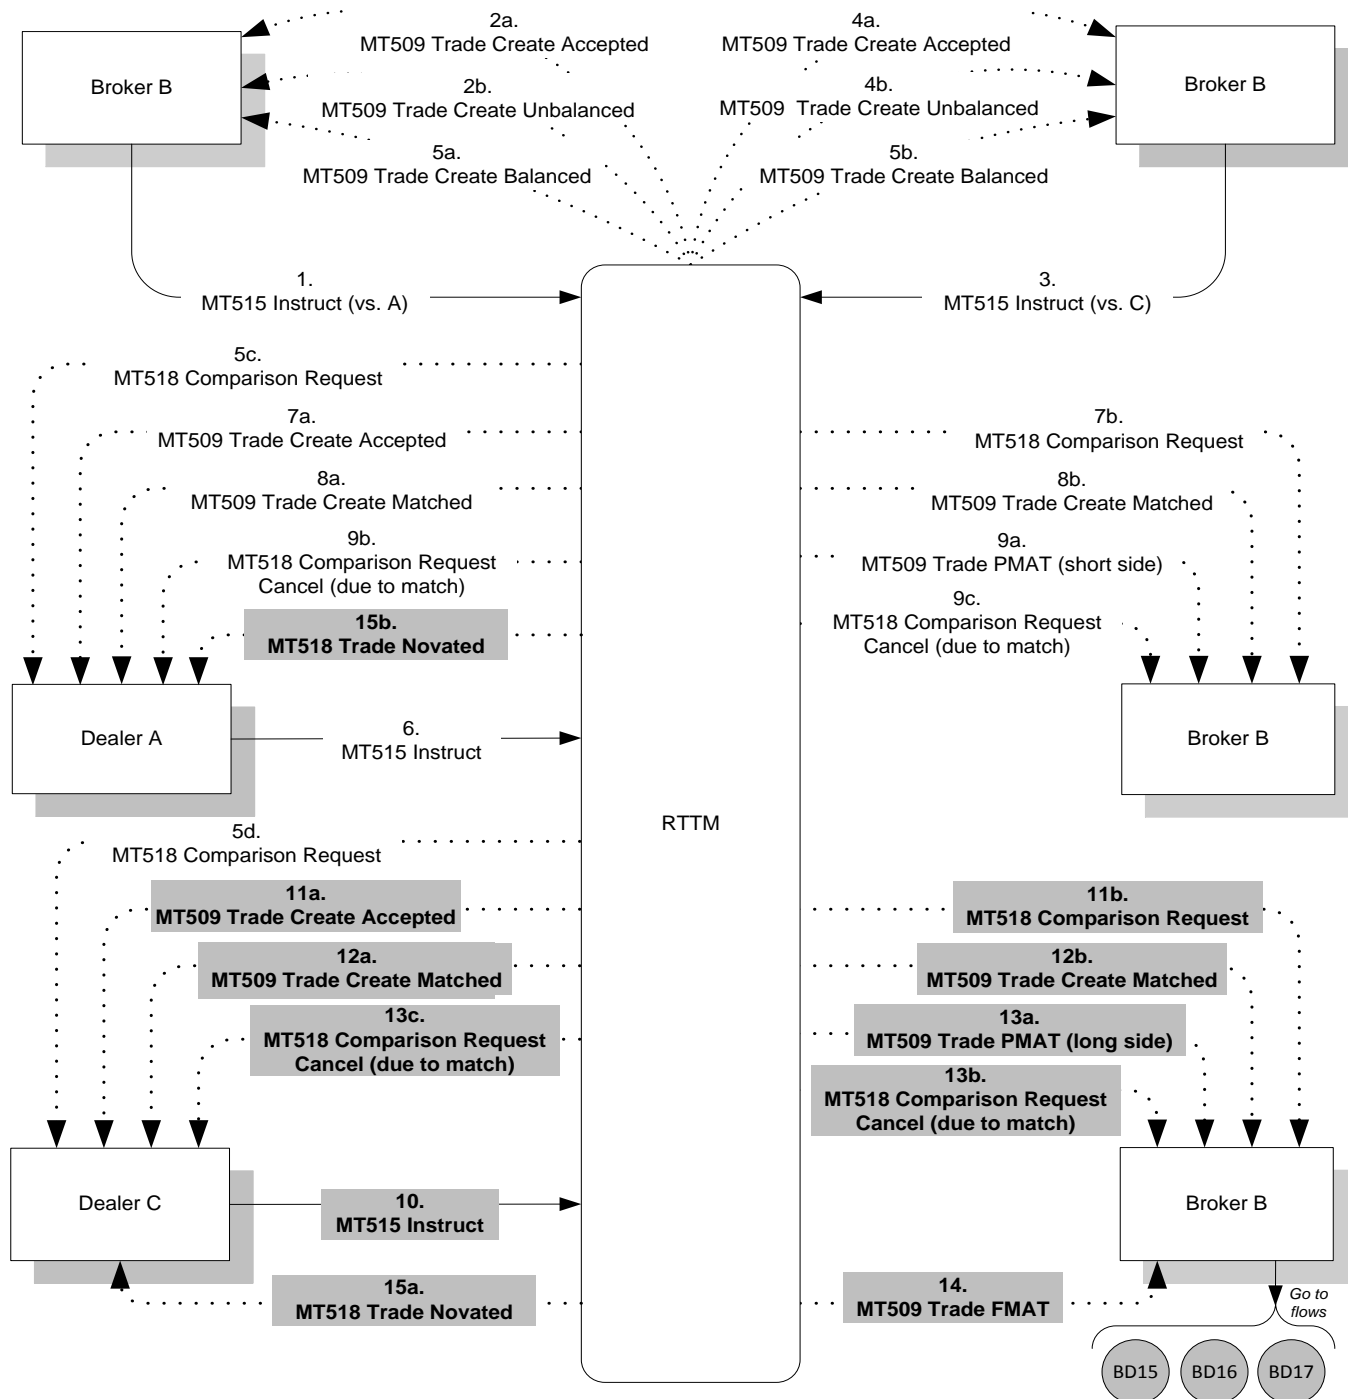 2a.
MT509 Trade Create Accepted
4a.
MT509 Trade Create Accepted
Broker B
2b.
MT509 Trade Create Unbalanced
4b.
MT509 Trade Create Unbalanced
Broker B
5a.
MT509 Trade Create Balanced
5b.
MT509 Trade Create Balanced
1.
MT515 Instruct (vs. A)
3.
MT515 Instruct (vs. C)
5c.
MT518 Comparison Request
7a.
MT509 Trade Create Accepted
7b.
MT518 Comparison Request
8a.
MT509 Trade Create Matched
8b.
MT509 Trade Create Matched
9b.
MT518 Comparison Request
Cancel (due to match)
9a.
MT509 Trade PMAT (short side)
15b.
MT518 Trade Novated
9c.
MT518 Comparison Request
Cancel (due to match)
Dealer A
6.
MT515 Instruct
Broker B
RTTM
5d.
MT518 Comparison Request
11a.
MT509 Trade Create Accepted
11b.
MT518 Comparison Request
12a.
MT509 Trade Create Matched
12b.
MT509 Trade Create Matched
13c.
MT518 Comparison Request
Cancel (due to match)
13a.
MT509 Trade PMAT (long side)
13b.
MT518 Comparison Request
Cancel (due to match)
Dealer C
10.
MT515 Instruct
Broker B
15a.
MT518 Trade Novated
14.
MT509 Trade FMAT
Go to
flows
BD15
BD16
BD17